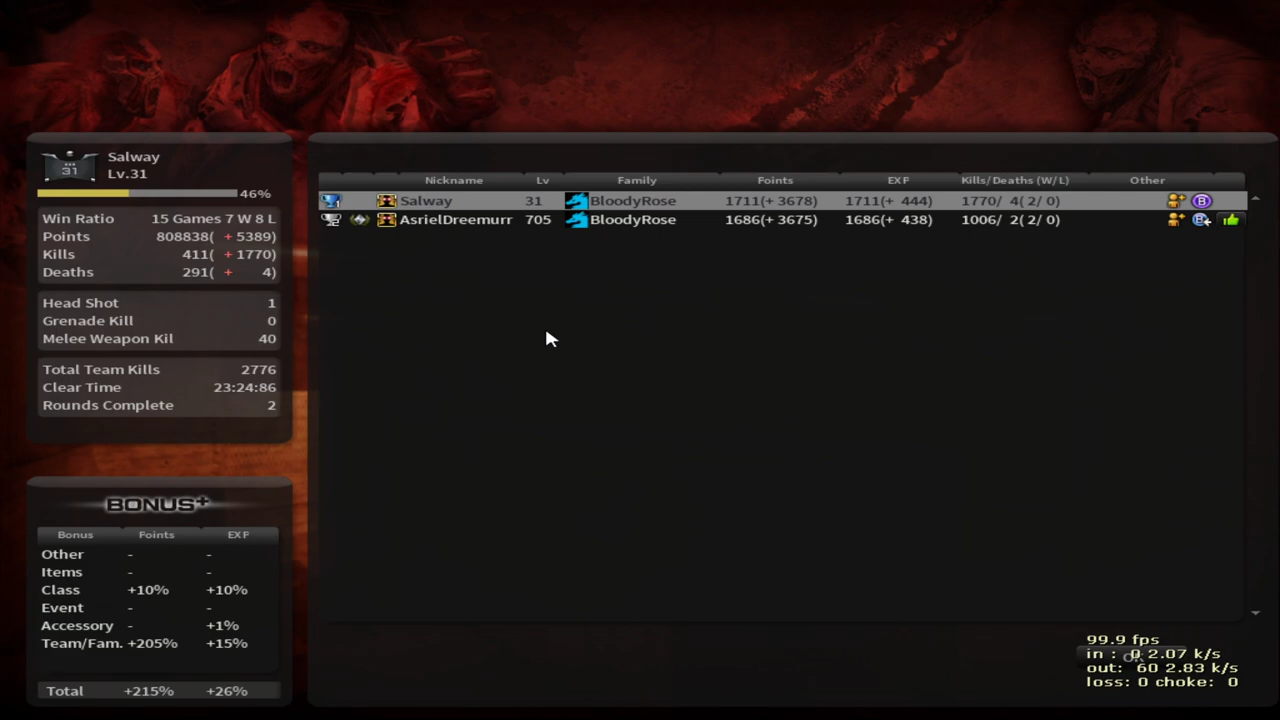 Salway
Lv.31
31
46%
Win Ratio 15 Games 7 W 8 L
Points 808838( + 5389)
Kills 411( + 1770)
Deaths 291( + 4)
Head Shot 1
Grenade Kill 0
Melee Weapon Kil 40
Total Team Kills 2776
Clear Time 23:24:86
Rounds Complete 2
BONUS+
Bonus Points EXP
Other - -
Items - -
Class +10% +10%
Event - -
Accessory - +1%
Team/Fam. +205% +15%
Total +215% +26%
Nickname Lv Family Points EXP Kills/Deaths (W/L) Other
Salway 31 BloodyRose 1711(+ 3678) 1711(+ 444) 1770/ 4( 2/ 0) B
AsrielDreemurr 705 BloodyRose 1686(+ 3675) 1686(+ 438) 1006/ 2( 2/ 0) B
99.9 fps
in : 0 2.07 k/s
out: 60 2.83 k/s
loss: 0 choke: 0